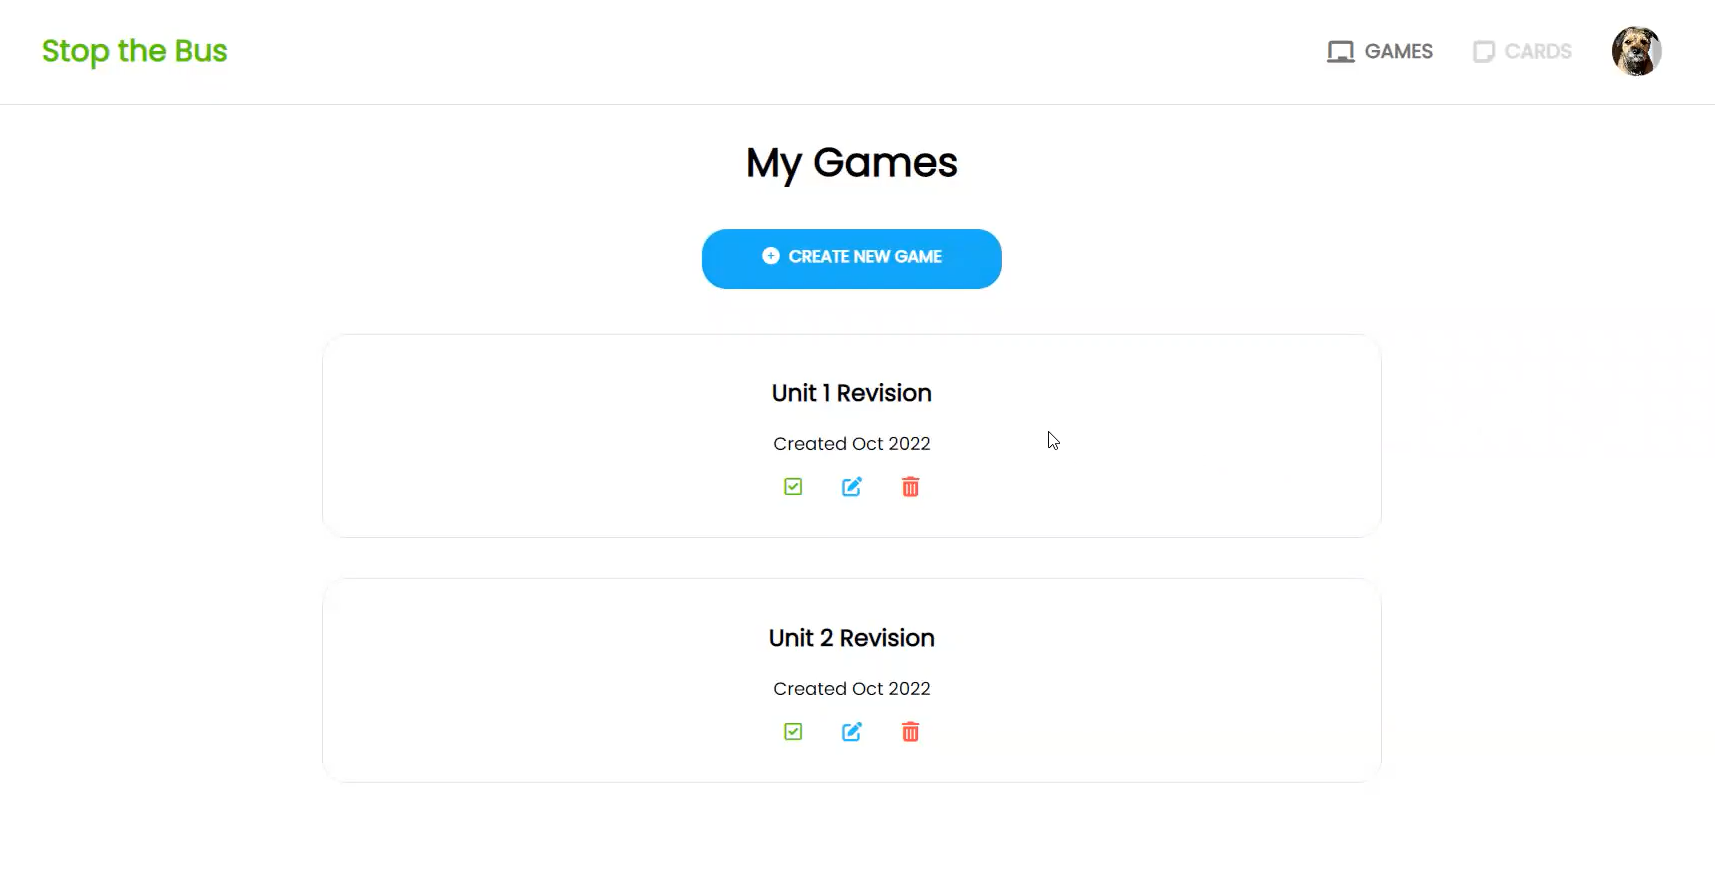 Stop the Bus
GAMES
CARDS
My Games
CREATE NEW GAME
Unit 1 Revision
Created Oct 2022
Unit 2 Revision
Created Oct 2022